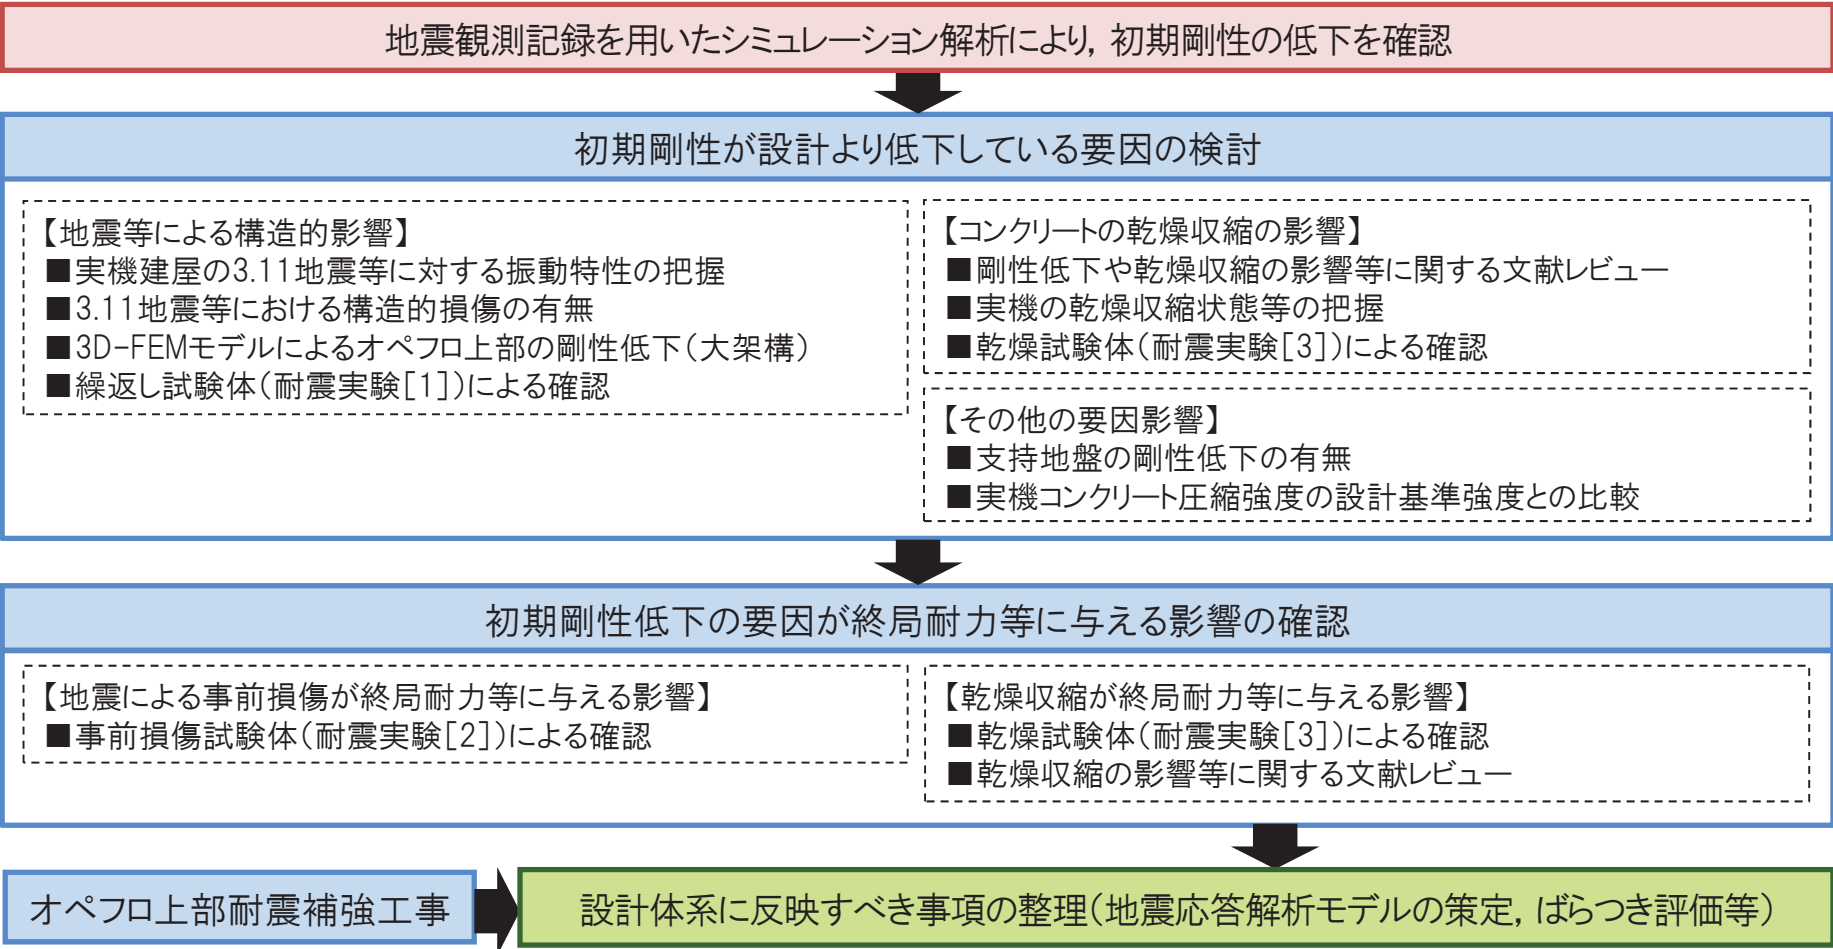 地震観測記録を用いたシミュレーション解析により，初期剛性の低下を確認
初期剛性が設計より低下している要因の検討
【地震等による構造的影響】
■実機建屋の3.11地震等に対する振動特性の把握
■3.11地震等における構造的損傷の有無
■3D-FEMモデルによるオペフロ上部の剛性低下（大架構）
■繰返し試験体（耐震実験[1]）による確認
【コンクリートの乾燥収縮の影響】
■剛性低下や乾燥収縮の影響等に関する文献レビュー
■実機の乾燥収縮状態等の把握
■乾燥試験体（耐震実験[3]）による確認
【その他の要因影響】
■支持地盤の剛性低下の有無
■実機コンクリート圧縮強度の設計基準強度との比較
初期剛性低下の要因が終局耐力等に与える影響の確認
【地震による事前損傷が終局耐力等に与える影響】
■事前損傷試験体（耐震実験[2]）による確認
【乾燥収縮が終局耐力等に与える影響】
■乾燥試験体（耐震実験[3]）による確認
■乾燥収縮の影響等に関する文献レビュー
オペフロ上部耐震補強工事
設計体系に反映すべき事項の整理（地震応答解析モデルの策定，ばらつき評価等）